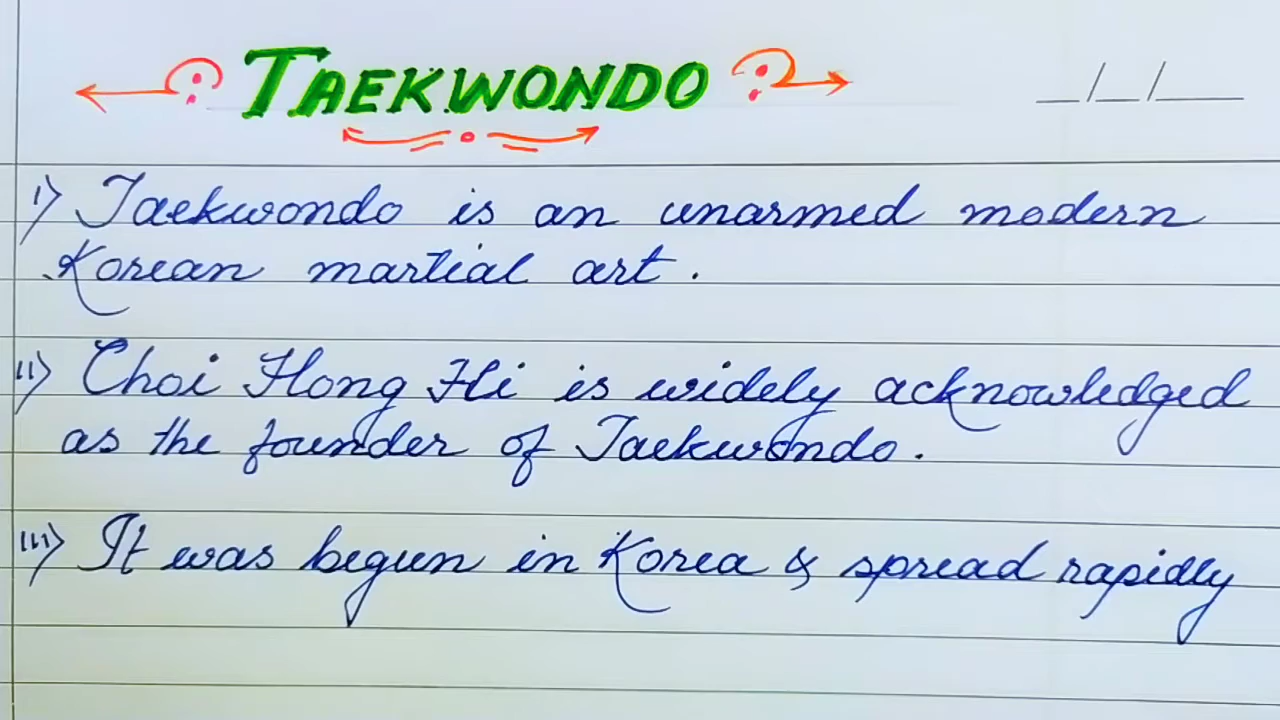 TAEKWONDO
_/_/__
i) Taekwondo is an unarmed modern
Korean martial art.
ii) Choi Hong Hi is widely acknowledged
as the founder of Taekwondo.
iii) It was begun in Korea & spread rapidly